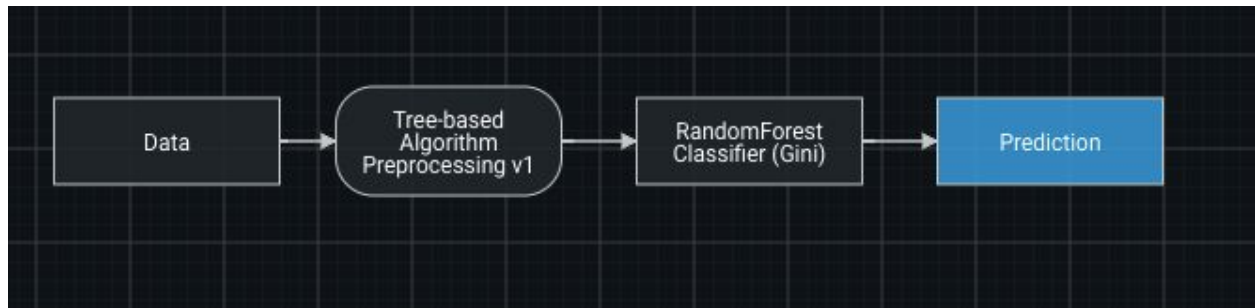 Data
Tree-based
Algorithm
Preprocessing v1
RandomForest
Classifier (Gini)
Prediction